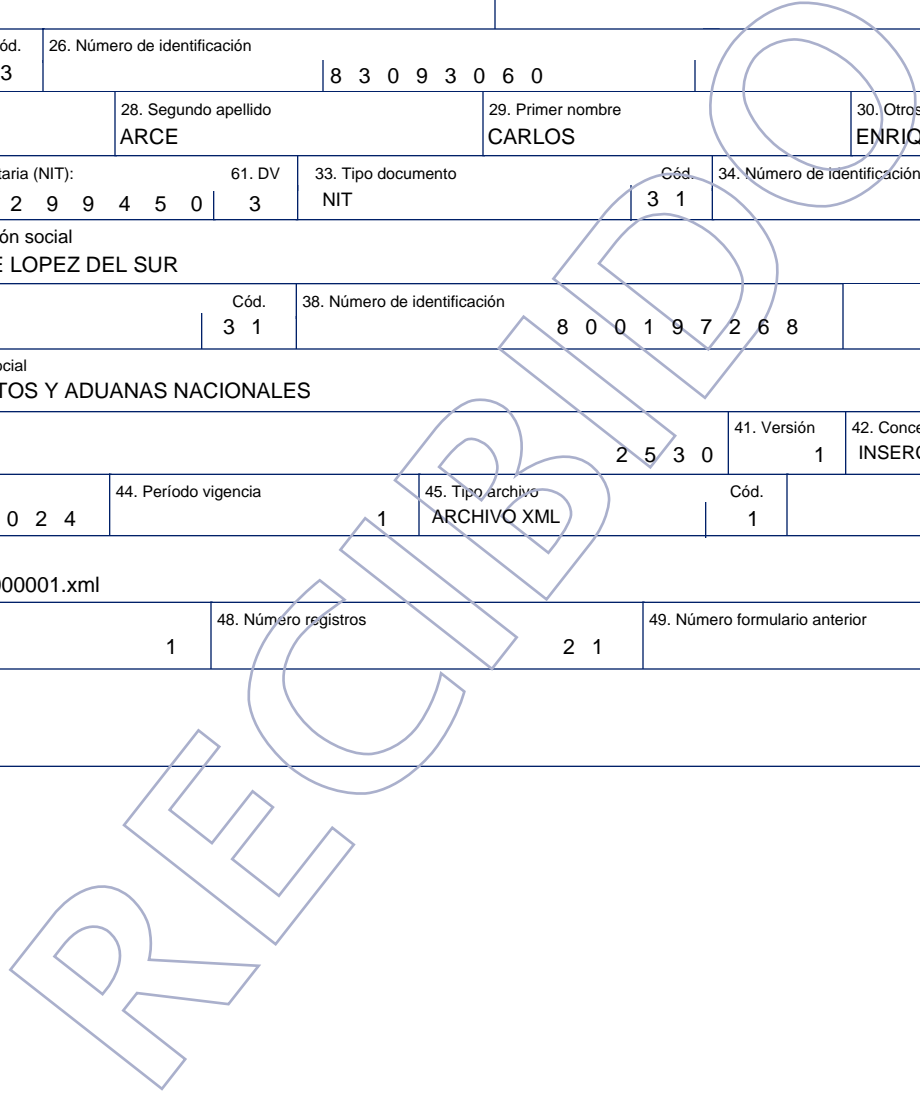 ód. 26. Número de identificación
3 8 3 0 9 3 0 6 0
28. Segundo apellido 29. Primer nombre 30. Otros
ARCE CARLOS ENRIQ
taria (NIT): 61. DV 33. Tipo documento Cód. 34. Número de identificación
2 9 9 4 5 0 3 NIT 3 1
ón social
E LOPEZ DEL SUR
Cód. 38. Número de identificación
3 1 8 0 0 1 9 7 2 6 8
ocial
TOS Y ADUANAS NACIONALES
41. Versión 42. Conce
2 5 3 0 1 INSERC
44. Período vigencia 45. Tipo archivo Cód.
0 2 4 1 ARCHIVO XML 1
000001.xml
48. Número registros 49. Número formulario anterior
1 2 1
RECIBIDO